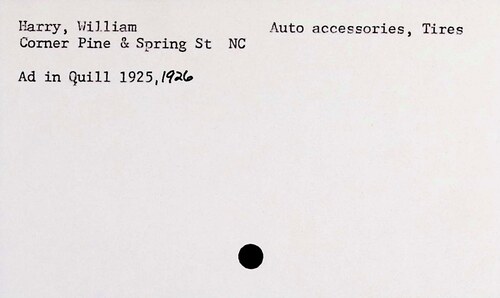 Harry, William Auto accessories, Tires
Corner Pine & Spring St NC
Ad in Quill 1925, 1926